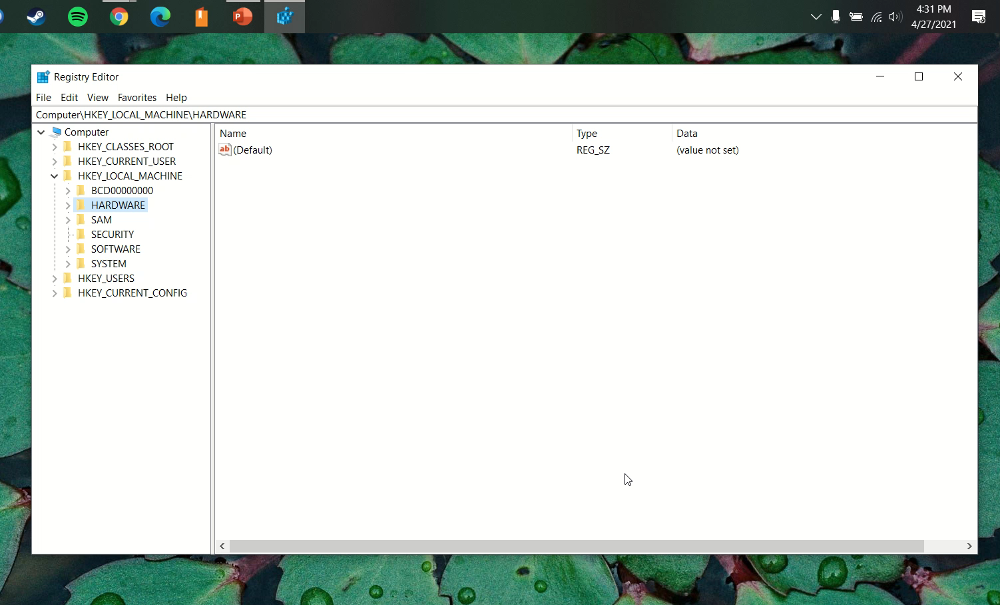 P
4:31 PM
4/27/2021
Registry Editor
File Edit View Favorites Help
Computer\HKEY_LOCAL_MACHINE\HARDWARE
Computer
HKEY_CLASSES_ROOT
HKEY_CURRENT_USER
HKEY_LOCAL_MACHINE
BCD00000000
HARDWARE
SAM
SECURITY
SOFTWARE
SYSTEM
HKEY_USERS
HKEY_CURRENT_CONFIG
Name Type Data
ab (Default) REG_SZ (value not set)